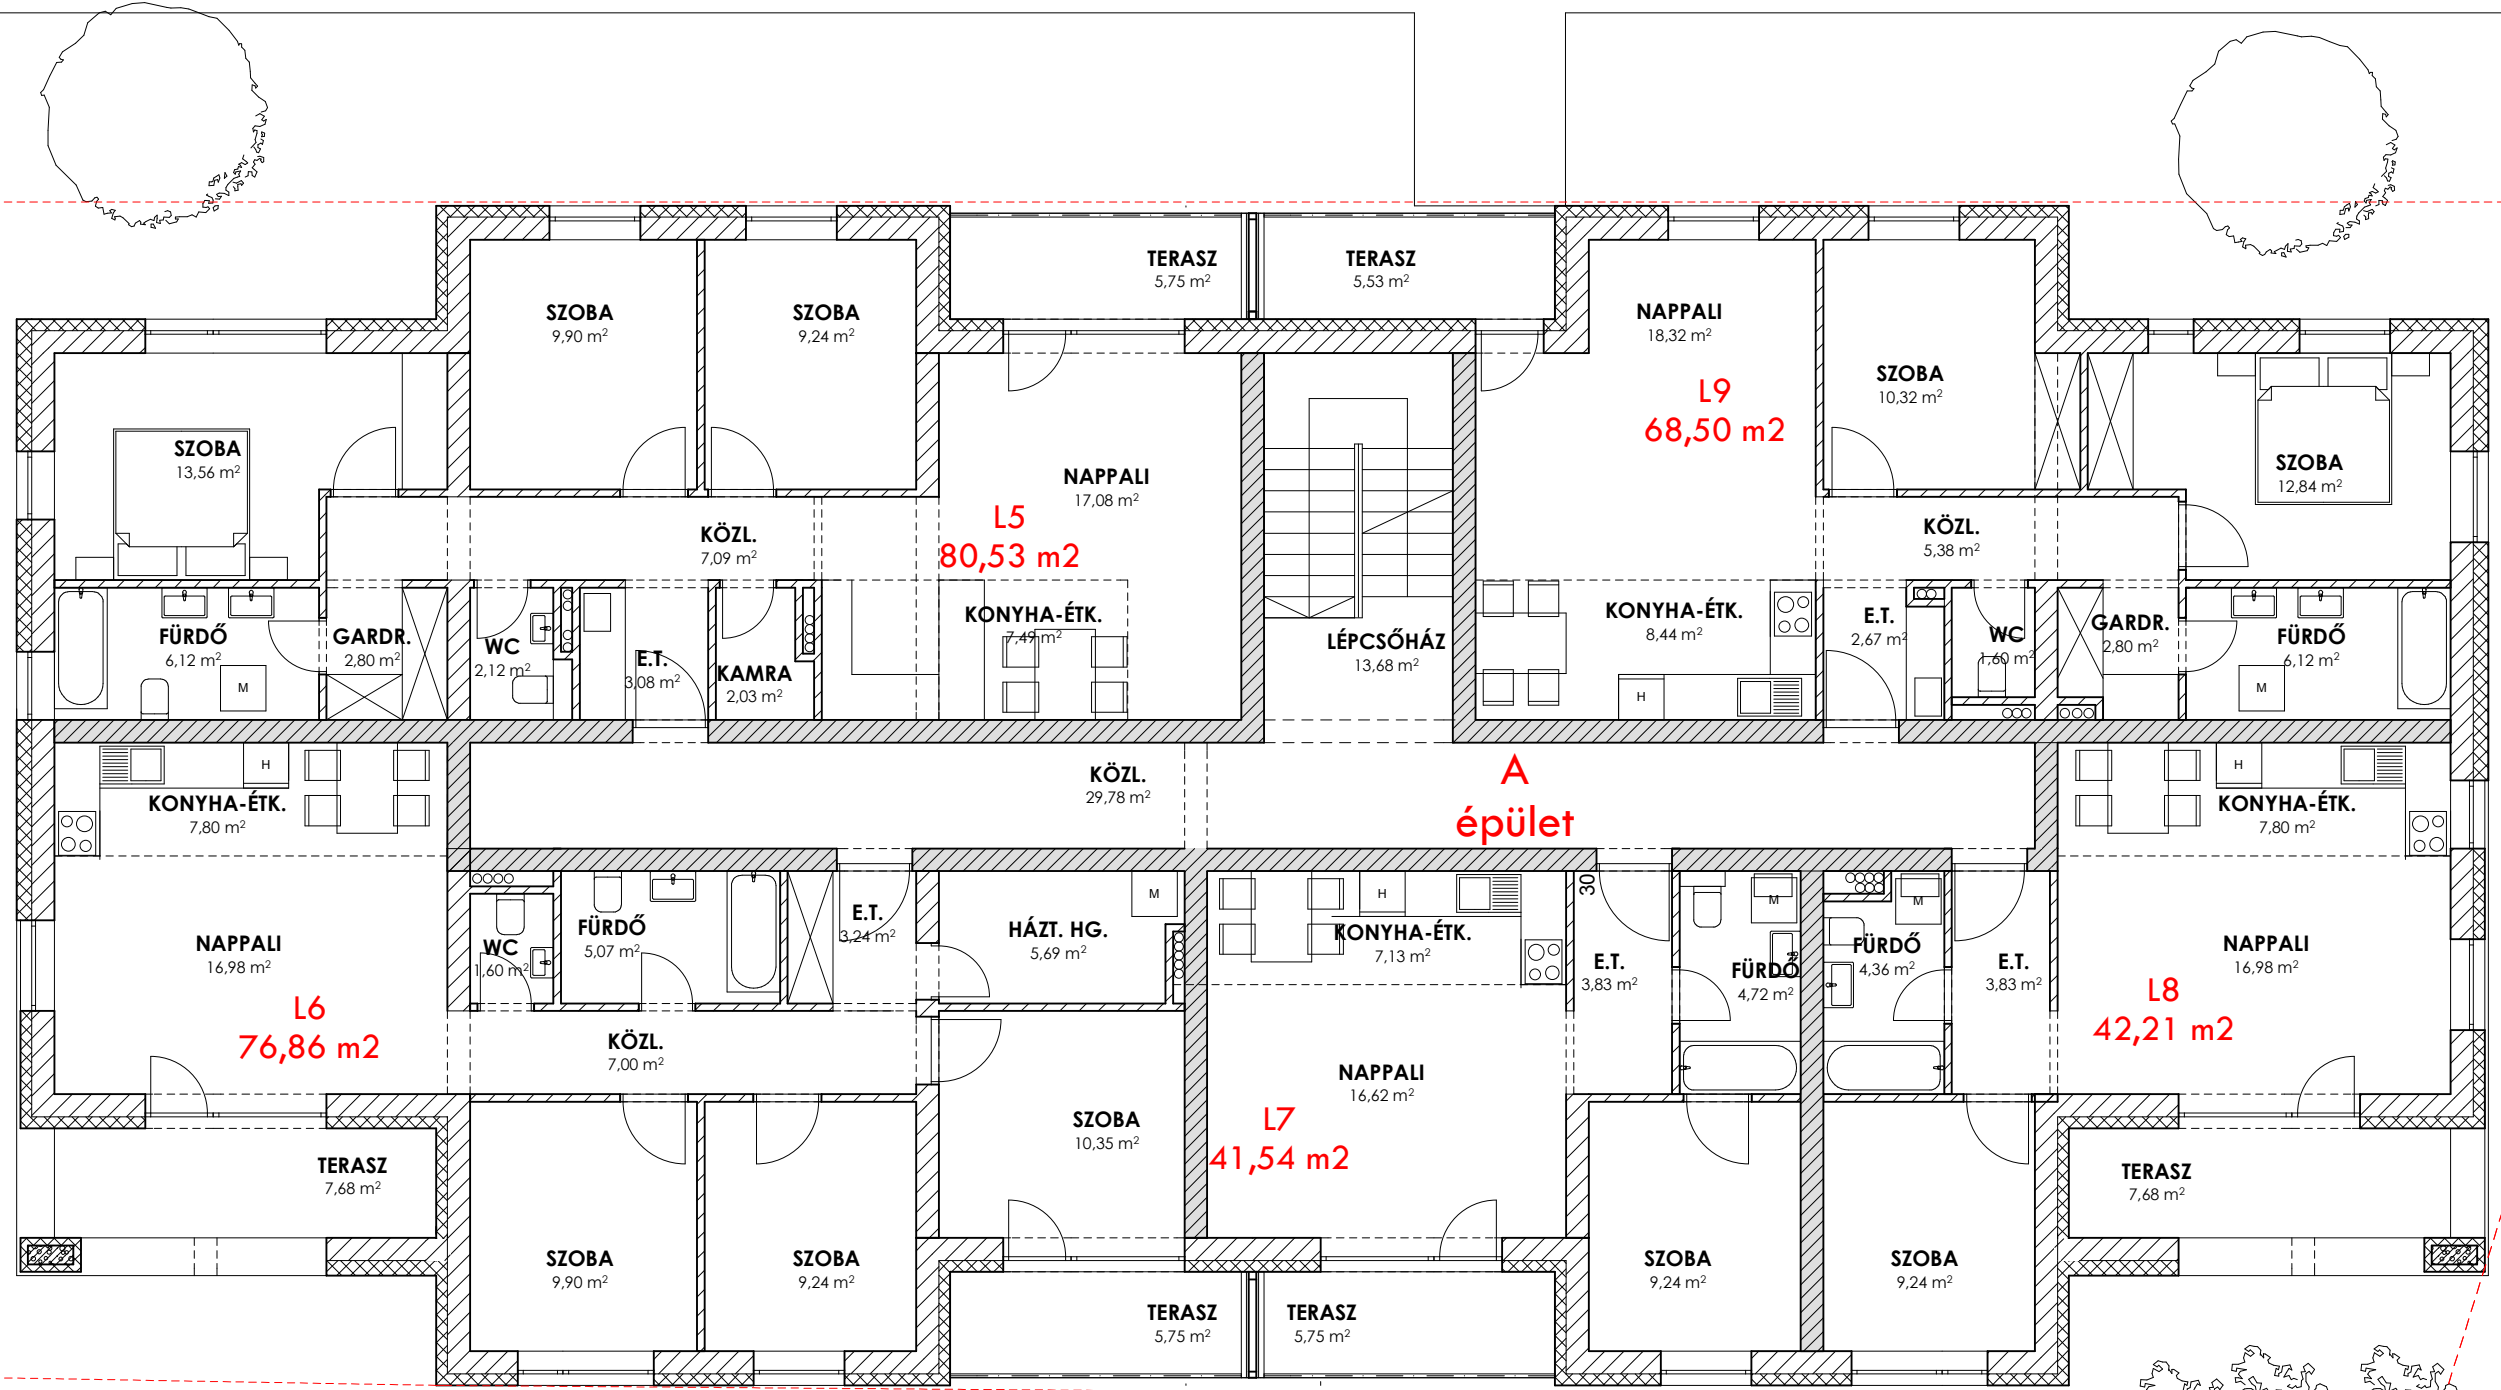 TERASZ
5,75 m²
TERASZ
5,53 m²
SZOBA
9,90 m²
SZOBA
9,24 m²
NAPPALI
18,32 m²
SZOBA
10,32 m²
L9
68,50 m2
SZOBA
13,56 m²
NAPPALI
17,08 m²
SZOBA
12,84 m²
L5
80,53 m2
KÖZL.
7,09 m²
KÖZL.
5,38 m²
FÜRDŐ
6,12 m²
M
GARDR.
2,80 m²
WC
2,12 m²
E.T.
3,08 m²
KAMRA
2,03 m²
KONYHA-ÉTK.
7,49 m²
LÉPCSŐHÁZ
13,68 m²
KONYHA-ÉTK.
8,44 m²
H
E.T.
2,67 m²
WC
1,60 m²
GARDR.
2,80 m²
FÜRDŐ
6,12 m²
M
H
KONYHA-ÉTK.
7,80 m²
KÖZL.
29,78 m²
A
épület
H
KONYHA-ÉTK.
7,80 m²
NAPPALI
16,98 m²
L6
76,86 m2
WC
1,60 m²
FÜRDŐ
5,07 m²
E.T.
3,24 m²
M
HÁZT. HG.
5,69 m²
H
KONYHA-ÉTK.
7,13 m²
30
E.T.
3,83 m²
M
FÜRDŐ
4,72 m²
M
FÜRDŐ
4,36 m²
E.T.
3,83 m²
NAPPALI
16,98 m²
L8
42,21 m2
KÖZL.
7,00 m²
SZOBA
10,35 m²
NAPPALI
16,62 m²
L7
41,54 m2
TERASZ
7,68 m²
TERASZ
7,68 m²
SZOBA
9,90 m²
SZOBA
9,24 m²
SZOBA
9,24 m²
SZOBA
9,24 m²
TERASZ
5,75 m²
TERASZ
5,75 m²